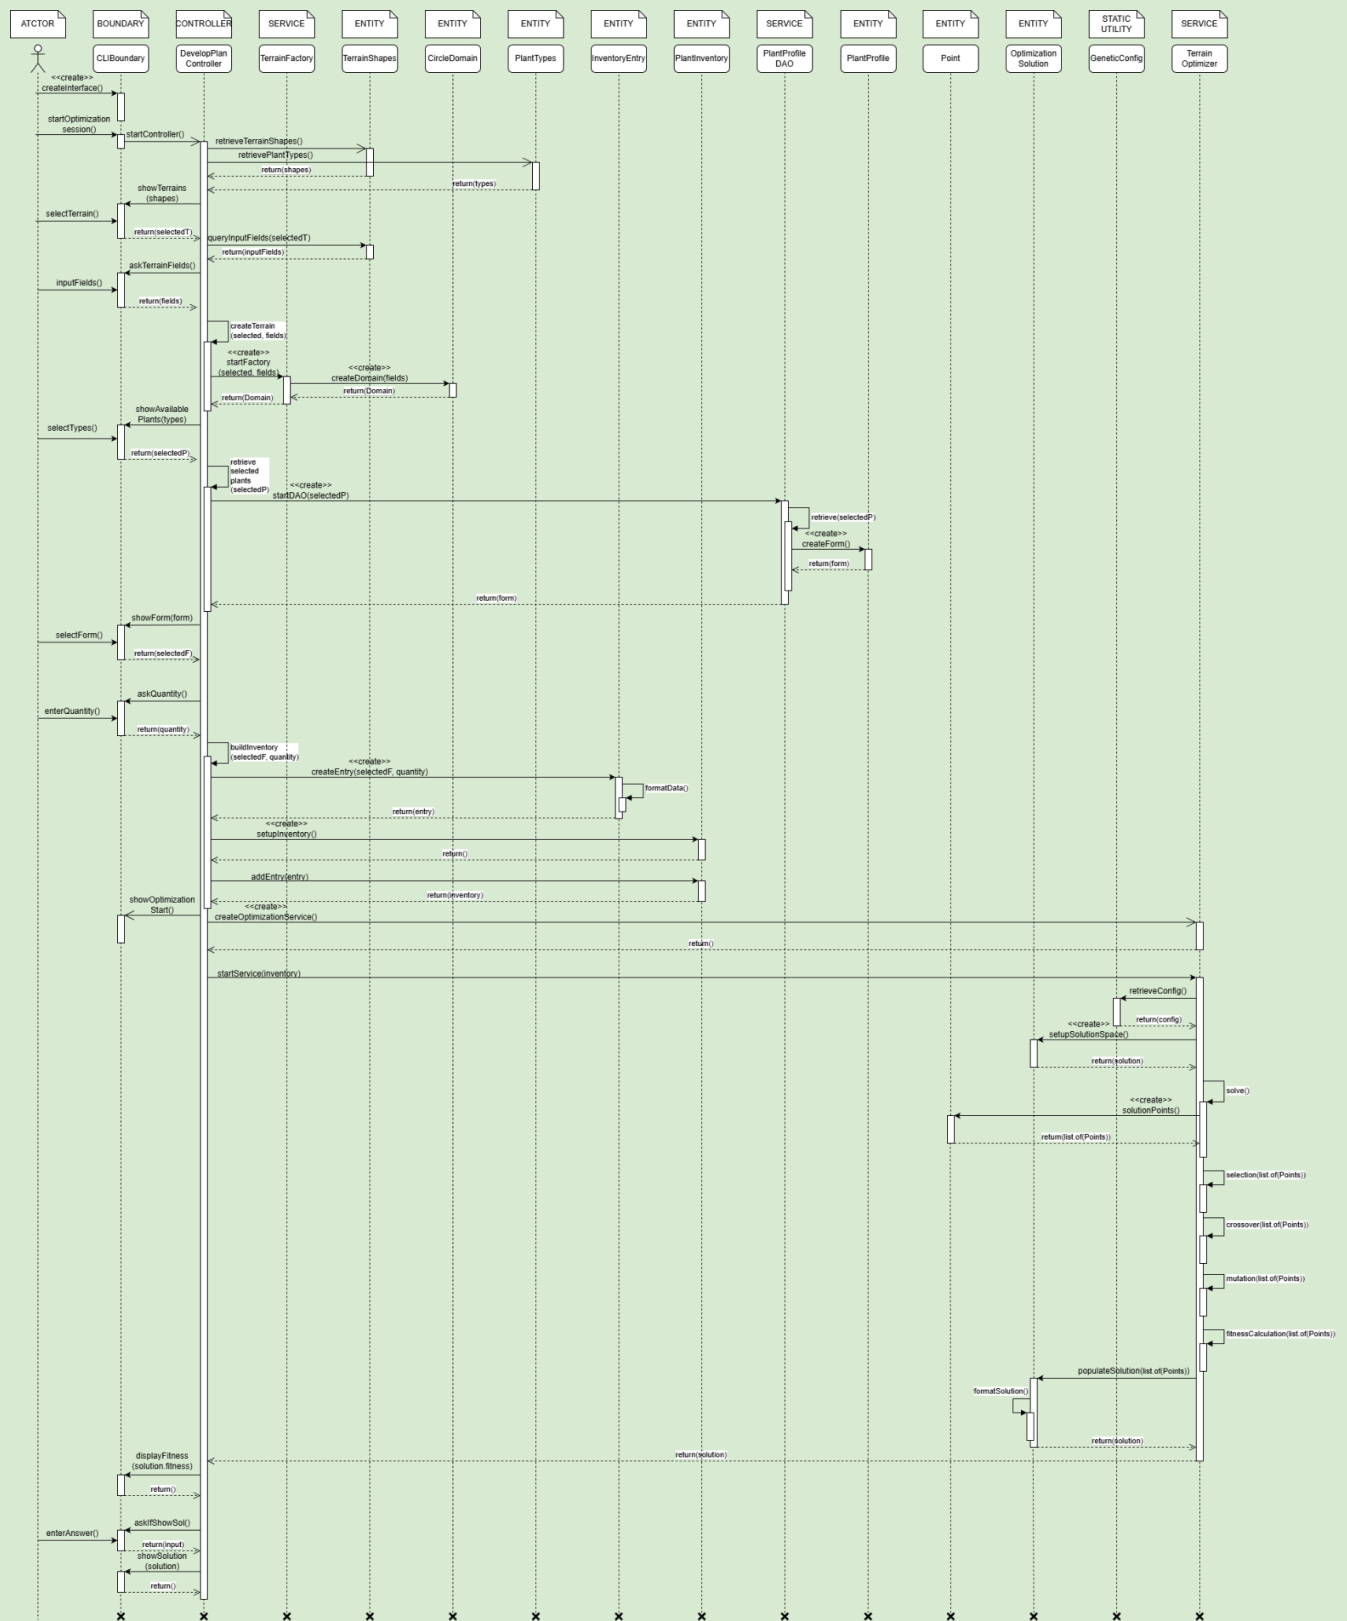 ATCTOR
BOUNDARY
CONTROLLER
SERVICE
ENTITY
ENTITY
ENTITY
ENTITY
ENTITY
SERVICE
ENTITY
ENTITY
ENTITY
STATIC
UTILITY
SERVICE
CLIBoundary
DevelopPlan
Controller
TerrainFactory
TerrainShapes
CircleDomain
PlantTypes
InventoryEntry
PlantInventory
PlantProfile
DAO
PlantProfile
Point
Optimization
Solution
GeneticConfig
Terrain
Optimizer
<<create>>
createInterface()
startOptimization
session()
startController()
retrieveTerrainShapes()
retrievePlantTypes()
return(shapes)
return(types)
showTerrains
(shapes)
selectTerrain()
return(selectedT)
queryInputFields(selectedT)
return(inputFields)
askTerrainFields()
inputFields()
return(fields)
createTerrain
(selected, fields)
<<create>>
startFactory
(selected, fields)
<<create>>
createDomain(fields)
return(Domain)
return(Domain)
showAvailable
Plants(types)
selectTypes()
return(selectedP)
retrieve
selected
plants
(selectedP)
<<create>>
startDAO(selectedP)
retrieve(selectedP)
<<create>>
createForm()
return(form)
return(form)
showForm(form)
selectForm()
return(selectedF)
askQuantity()
enterQuantity()
return(quantity)
buildInventory
(selectedF, quantity)
<<create>>
createEntry(selectedF, quantity)
formatData()
return(entry)
<<create>>
setupInventory()
return()
addEntry(entry)
return(inventory)
showOptimization
Start()
<<create>>
createOptimizationService()
return()
startService(inventory)
retrieveConfig()
return(config)
<<create>>
setupSolutionSpace()
return(solution)
solve()
<<create>>
solutionPoints()
return(list.of(Points))
selection(list.of(Points))
crossover(list.of(Points))
mutation(list.of(Points))
fitnessCalculation(list.of(Points))
populateSolution(list.of(Points))
formatSolution()
return(solution)
return(solution)
displayFitness
(solution.fitness)
return()
askIfShowSol()
enterAnswer()
return(input)
showSolution
(solution)
return()